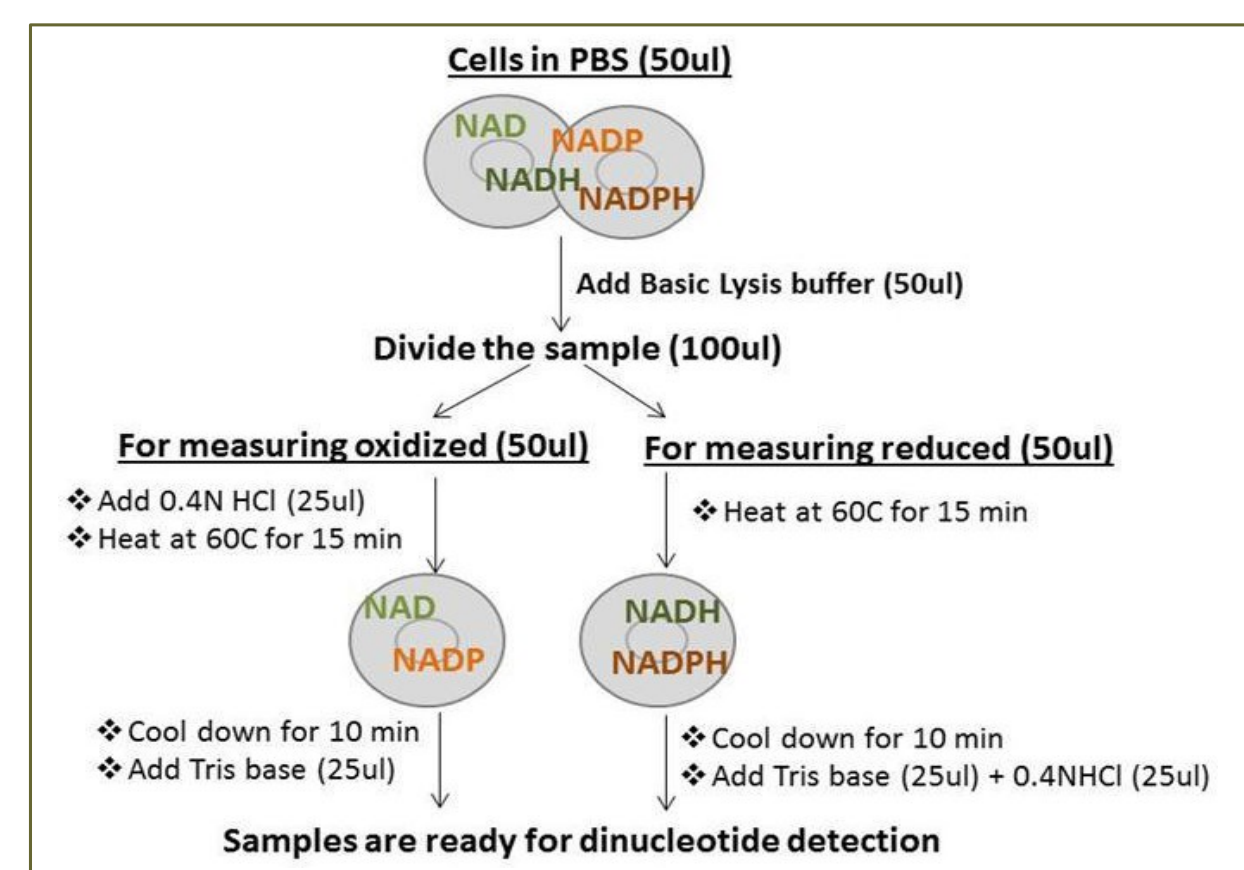 Cells in PBS (50ul)
NAD
NADP
NADH
NADPH
Add Basic Lysis buffer (50ul)
Divide the sample (100ul)
For measuring oxidized (50ul)
For measuring reduced (50ul)
❖ Add 0.4N HCl (25ul)
❖ Heat at 60C for 15 min
❖ Heat at 60C for 15 min
NAD
NADP
NADH
NADPH
❖ Cool down for 10 min
❖ Add Tris base (25ul)
❖ Cool down for 10 min
❖ Add Tris base (25ul) + 0.4NHCl (25ul)
Samples are ready for dinucleotide detection